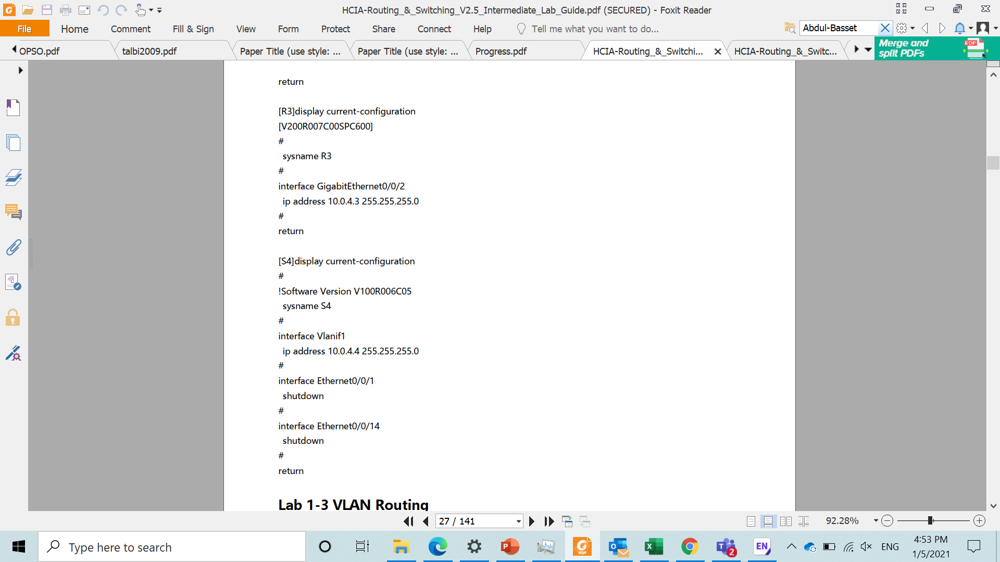 HCIA-Routing_&_Switching_V2.5_Intermediate_Lab_Guide.pdf (SECURED) - Foxit Reader
File Home Comment Fill & Sign View Form Protect Share Connect Help Tell me what you want to do... Abdul-Basset
OPSO.pdf talbi2009.pdf Paper Title (use style: ... Paper Title (use style: ... Progress.pdf HCIA-Routing_&_Switchi... HCIA-Routing_&_Switc...
Merge and
split PDFs
PDF
return
[R3]display current-configuration
[V200R007C00SPC600]
#
sysname R3
#
interface GigabitEthernet0/0/2
ip address 10.0.4.3 255.255.255.0
#
return
[S4]display current-configuration
#
!Software Version V100R006C05
sysname S4
#
interface Vlanif1
ip address 10.0.4.4 255.255.255.0
#
interface Ethernet0/0/1
shutdown
#
interface Ethernet0/0/14
shutdown
#
return
Lab 1-3 VLAN Routing
27 / 141
92.28%
Type here to search
EN
2
ENG
4:53 PM
1/5/2021